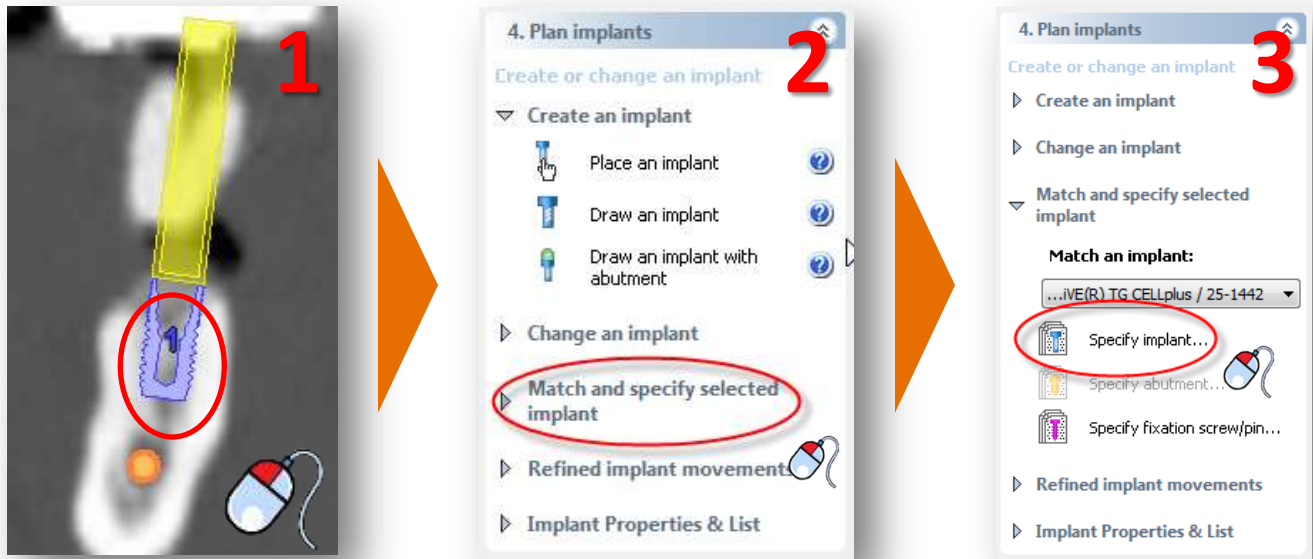 1
1
2
4. Plan implants
Create or change an implant
Create an implant
Place an implant
Draw an implant
Draw an implant with
abutment
Change an implant
Match and specify selected
implant
Refined implant movements
Implant Properties & List
3
4. Plan implants
Create or change an implant
Create an implant
Change an implant
Match and specify selected
implant
Match an implant:
...iVE(R) TG CELLplus / 25-1442
Specify implant...
Specify abutment...
Specify fixation screw/pin...
Refined implant movements
Implant Properties & List